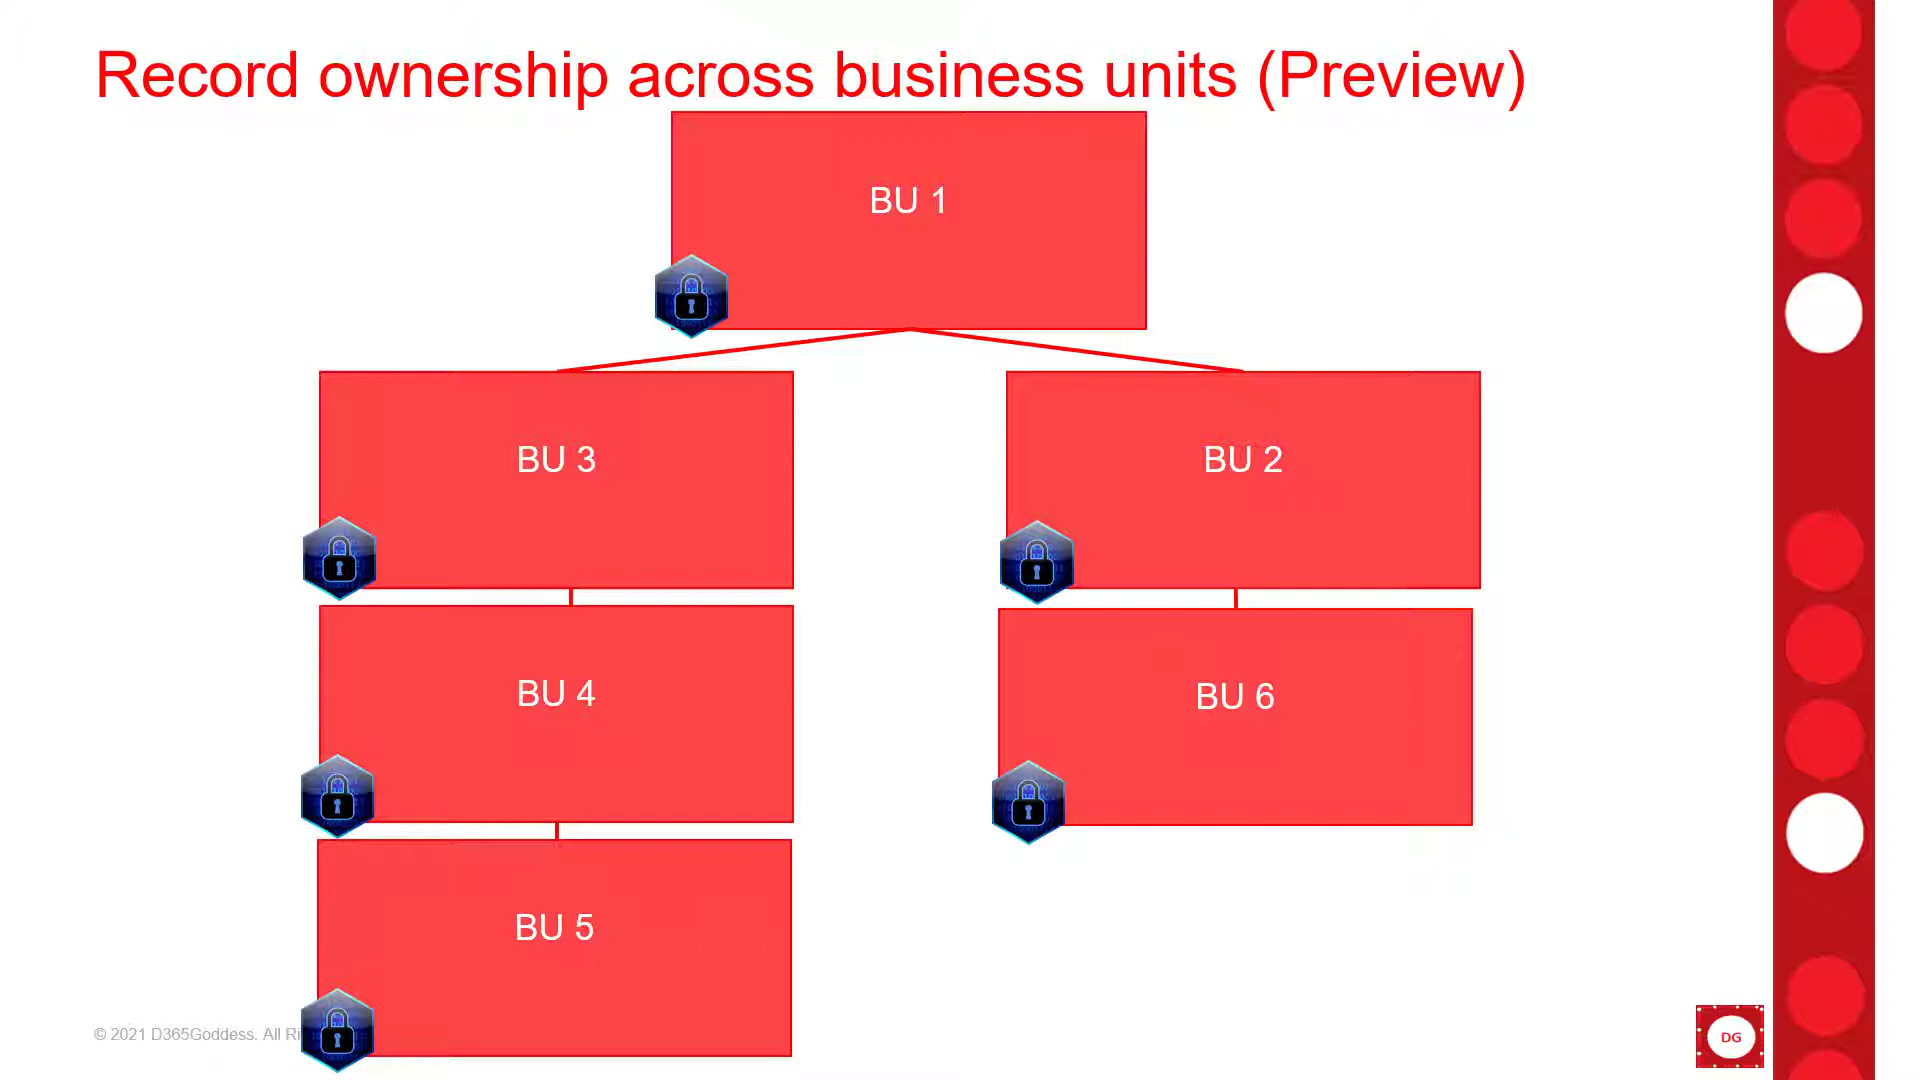 Record ownership across business units (Preview)
BU 1
BU 3
BU 2
BU 4
BU 6
BU 5
© 2021 D365Goddess. All
DG